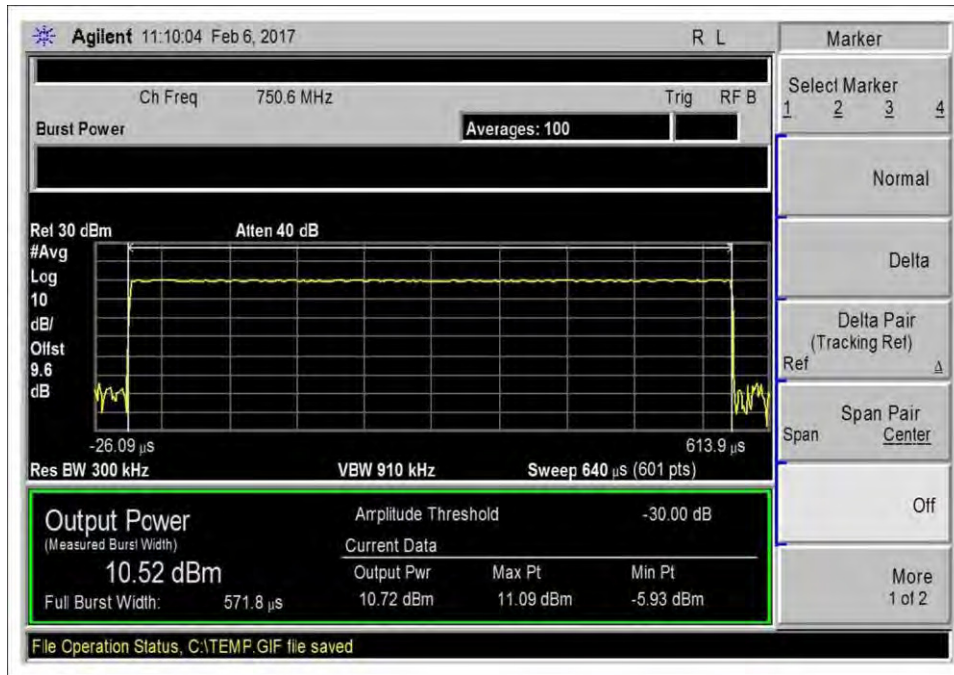 Agilent 11:10:04 Feb 6, 2017 R L
Marker
Select Marker
1 2 3 4
Ch Freq 750.6 MHz Trig RF B
Burst Power Averages: 100
Normal
Ref 30 dBm Atten 40 dB
#Avg
Log
10
dB/
Offst
9.6
dB
Delta
Delta Pair
(Tracking Ref)
Ref Δ
Span Pair
Span Center
-26.09 µs 613.9 µs
Res BW 300 kHz VBW 910 kHz Sweep 640 µs (601 pts)
Off
Output Power
(Measured Burst Width)
10.52 dBm
Full Burst Width: 571.8 µs
Amplitude Threshold -30.00 dB
Current Data
Output Pwr Max Pt Min Pt
10.72 dBm 11.09 dBm -5.93 dBm
More
1 of 2
File Operation Status, C:\TEMP.GIF file saved